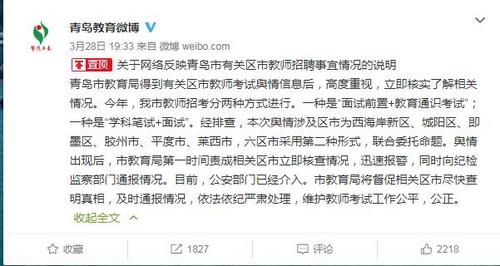 青岛教育微博
3月28日 19:33 来自 微博 weibo.com
置顶 关于网络反映青岛市有关区市教师招聘事宜情况的说明
青岛市教育局得到有关区市教师考试舆情信息后，高度重视，立即核实了解相关
情况。今年，我市教师招考分两种方式进行。一种是“面试前置+教育通识考试”；
一种是“学科笔试+面试”。经排查，本次舆情涉及区市为西海岸新区、城阳区、即
墨区、胶州市、平度市、莱西市，六区市采用第二种形式，联合委托命题。舆情
出现后，市教育局第一时间责成相关区市立即核查情况，迅速报警，同时向纪检
监察部门通报情况。目前，公安部门已经介入。市教育局将督促相关区市尽快查
明真相，及时通报情况，依法依纪严肃处理，维护教师考试工作公平，公正。
收起全文
收藏 1827 评论 2218